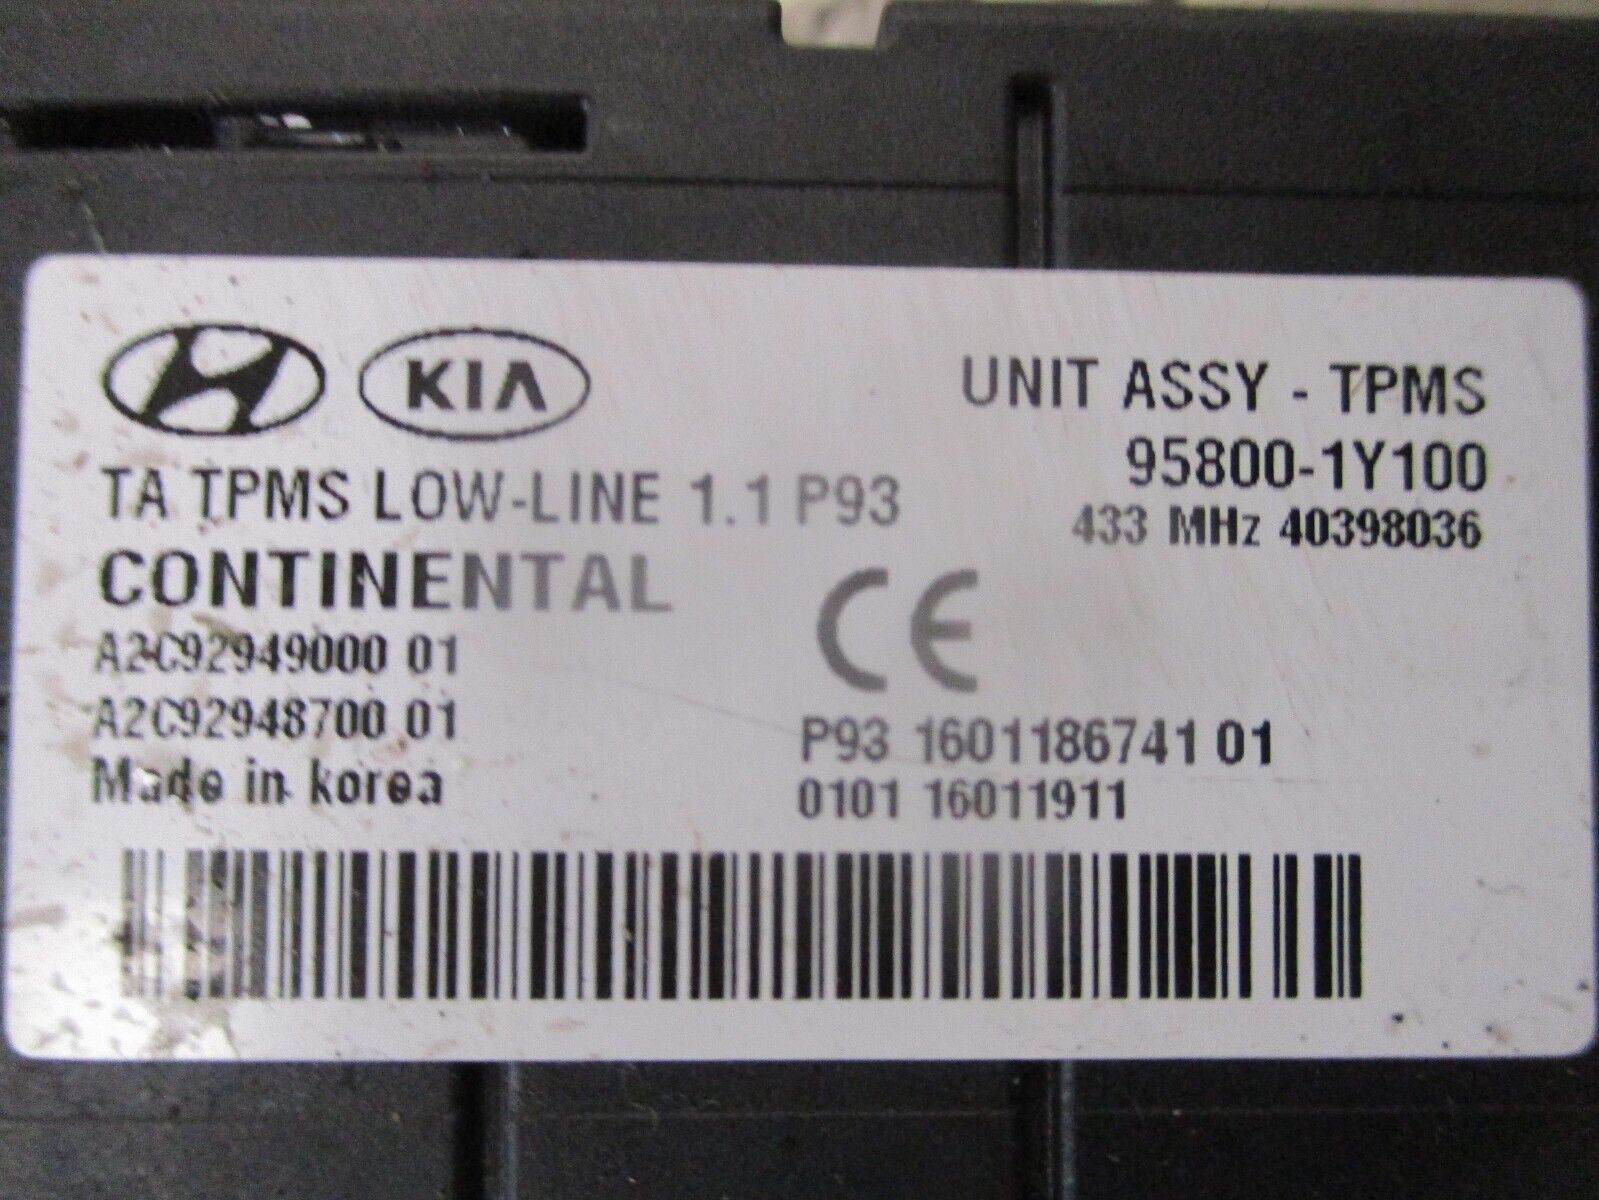 KIA
UNIT ASSY - TPMS
95800-1Y100
433 MHz 40398036
TA TPMS LOW-LINE 1.1 P93
CONTINENTAL
A2C92949000 01
A2C92948700 01
Made in korea
CE
P93 1601186741 01
0101 16011911